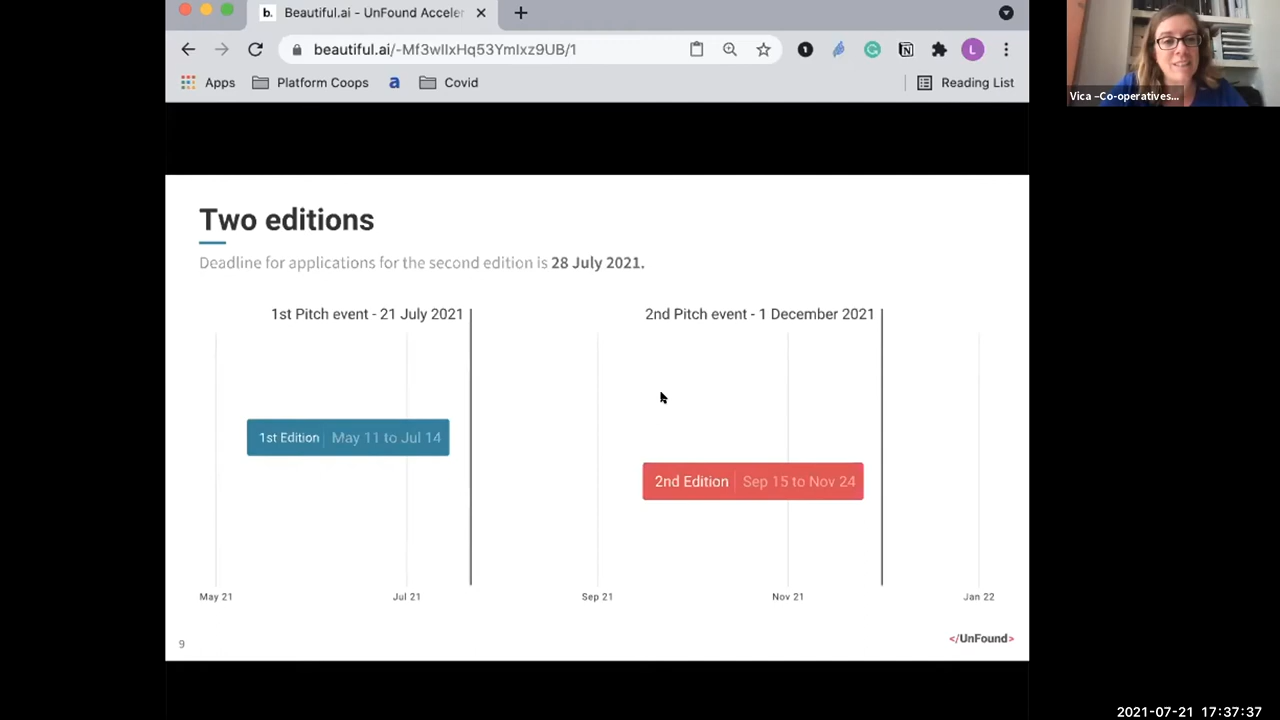 b. Beautiful.ai - UnFound Acceler
beautiful.ai/-Mf3wIIxHq53YmIxz9UB/1
L
Apps
Platform Coops
a
Covid
Reading List
Vica –Co-operatives...
Two editions
Deadline for applications for the second edition is 28 July 2021.
1st Pitch event - 21 July 2021
2nd Pitch event - 1 December 2021
1st Edition May 11 to Jul 14
2nd Edition Sep 15 to Nov 24
May 21
Jul 21
Sep 21
Nov 21
Jan 22
9
</UnFound>
2021-07-21 17:37:37